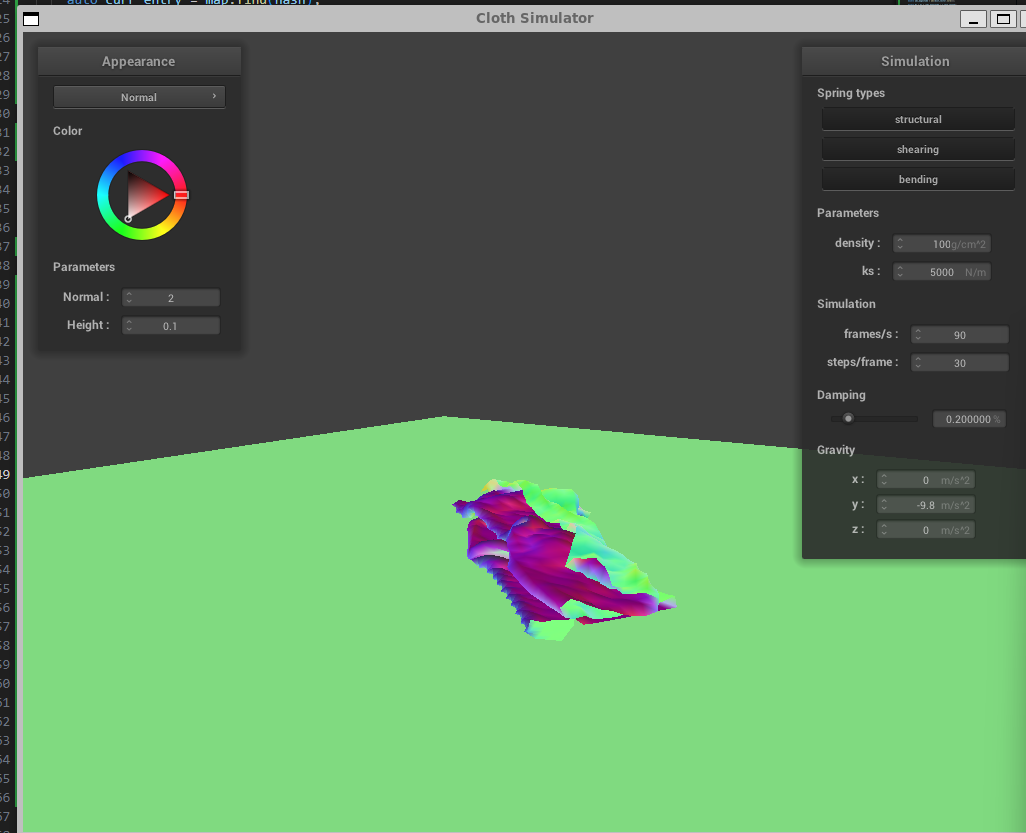 auto curr_entry = map.find(hash);
Cloth Simulator
Appearance
Normal
Color
Parameters
Normal : 2
Height : 0.1
Simulation
Spring types
structural
shearing
bending
Parameters
density : 100 g/cm^2
ks : 5000 N/m
Simulation
frames/s : 90
steps/frame : 30
Damping
0.200000 %
Gravity
x : 0 m/s^2
y : -9.8 m/s^2
z : 0 m/s^2